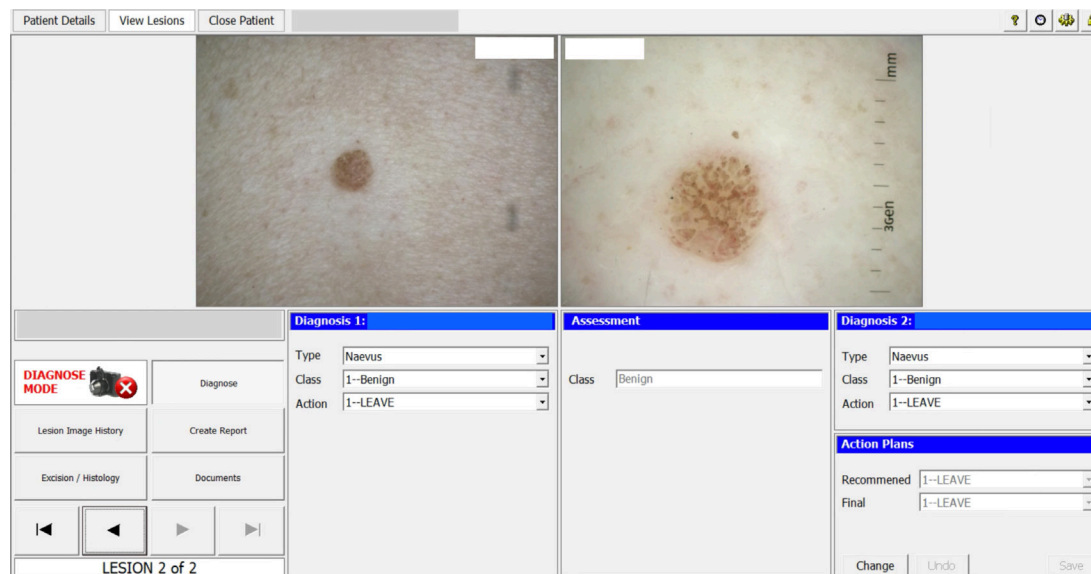 Patient Details
View Lesions
Close Patient
?
mm
3Gen
DIAGNOSE
MODE
Diagnose
Lesion Image History
Create Report
Excision / Histology
Documents
LESION 2 of 2
Diagnosis 1:
Type Naevus
Class 1--Benign
Action 1--LEAVE
Assessment
Class Benign
Diagnosis 2:
Type Naevus
Class 1--Benign
Action 1--LEAVE
Action Plans
Recommened 1--LEAVE
Final 1--LEAVE
Change Undo Save